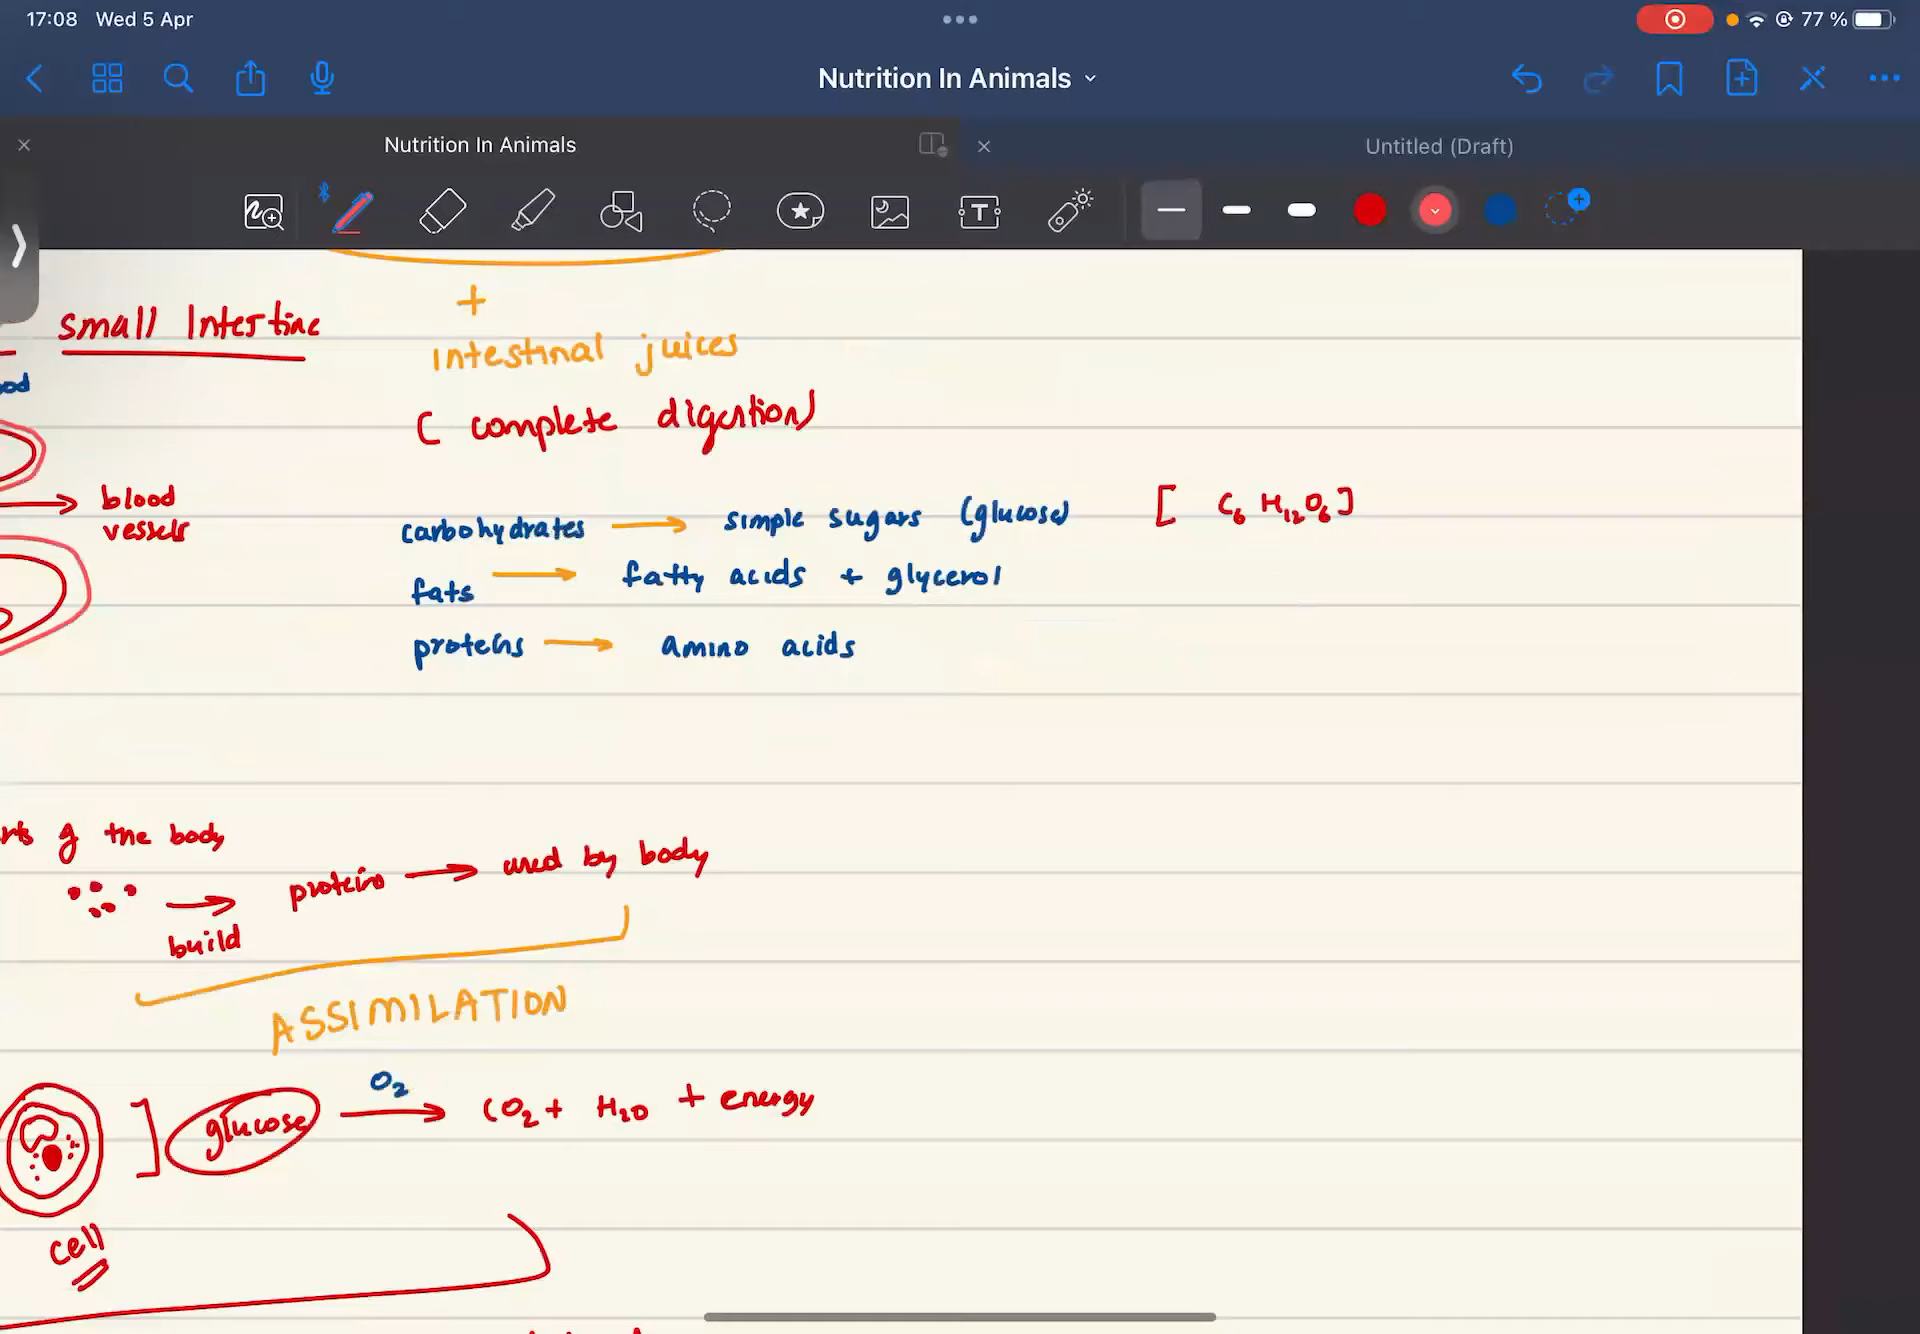 17:08 Wed 5 Apr
77 %
Nutrition In Animals
Nutrition In Animals
Untitled (Draft)
small Intestine
+
intestinal juices
( complete digestion)
blood
vessels
carbohydrates → simple sugars (glucose) [ C6 H12O6]
fats → fatty acids + glycerol
proteins → amino acids
of the body
→ proteins → used by body
build
ASSIMILATION
glucose O2 → CO2 + H2O + energy
cell